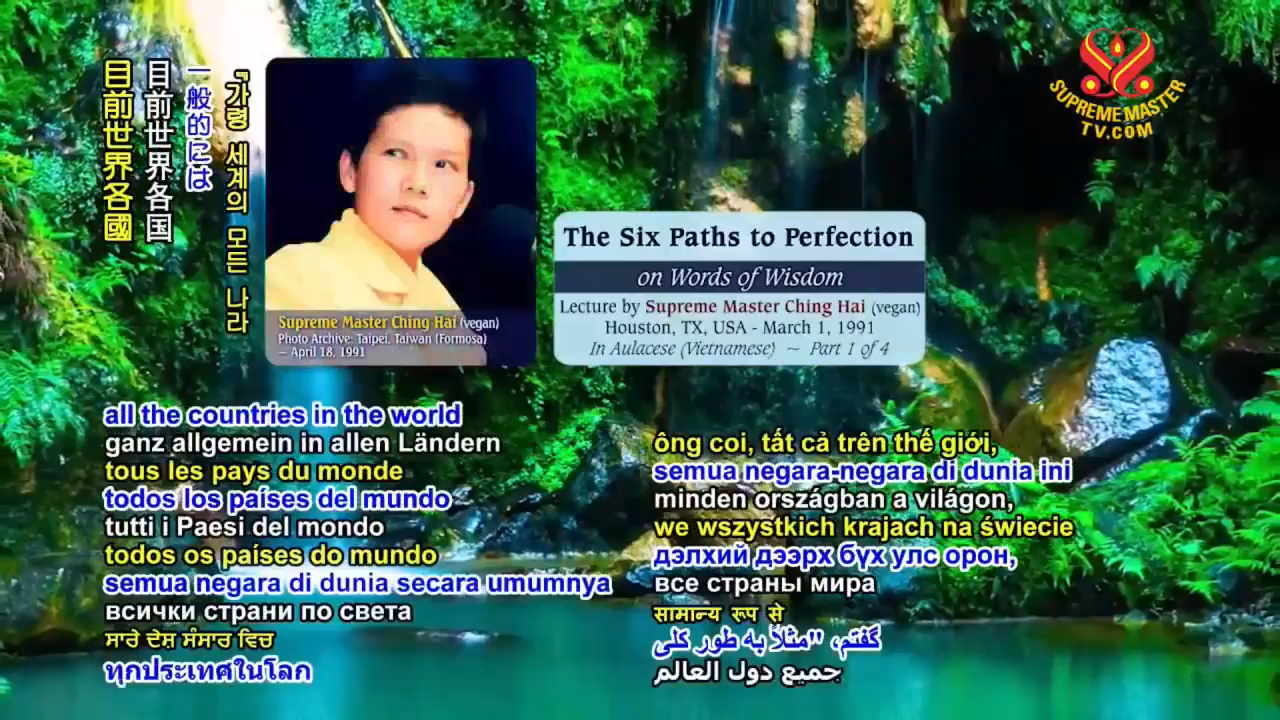 目前世界各國
目前世界各国
一般的には
『가령 세계의 모든 나라
SUPREME MASTER
TV.COM
Supreme Master Ching Hai (vegan)
Photo Archive: Taipei, Taiwan (Formosa)
– April 18, 1991
The Six Paths to Perfection
on Words of Wisdom
Lecture by Supreme Master Ching Hai (vegan)
Houston, TX, USA - March 1, 1991
In Aulacese (Vietnamese) ~ Part 1 of 4
all the countries in the world
ganz allgemein in allen Ländern
tous les pays du monde
todos los países del mundo
tutti i Paesi del mondo
todos os países do mundo
semua negara di dunia secara umumnya
всички страни по света
ਸਾਰੇ ਦੇਸ਼ ਸੰਸਾਰ ਵਿਚ
ทุกประเทศในโลก
ông coi, tất cả trên thế giới,
semua negara-negara di dunia ini
minden országban a világon,
we wszystkich krajach na świecie
дэлхий дээрх бүх улс орон,
все страны мира
सामान्य रूप से
گفتم، "مثلاً به طور کلی
جميع دول العالم